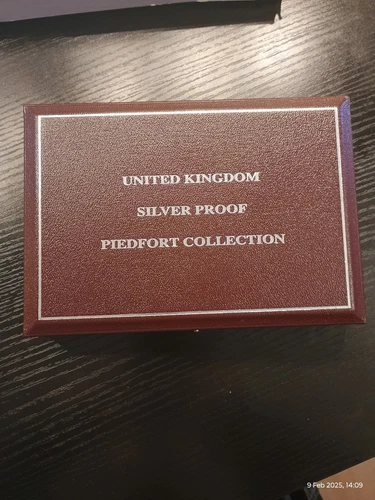 UNITED KINGDOM
SILVER PROOF
PIEDFORT COLLECTION
9 Feb 2025, 14:09